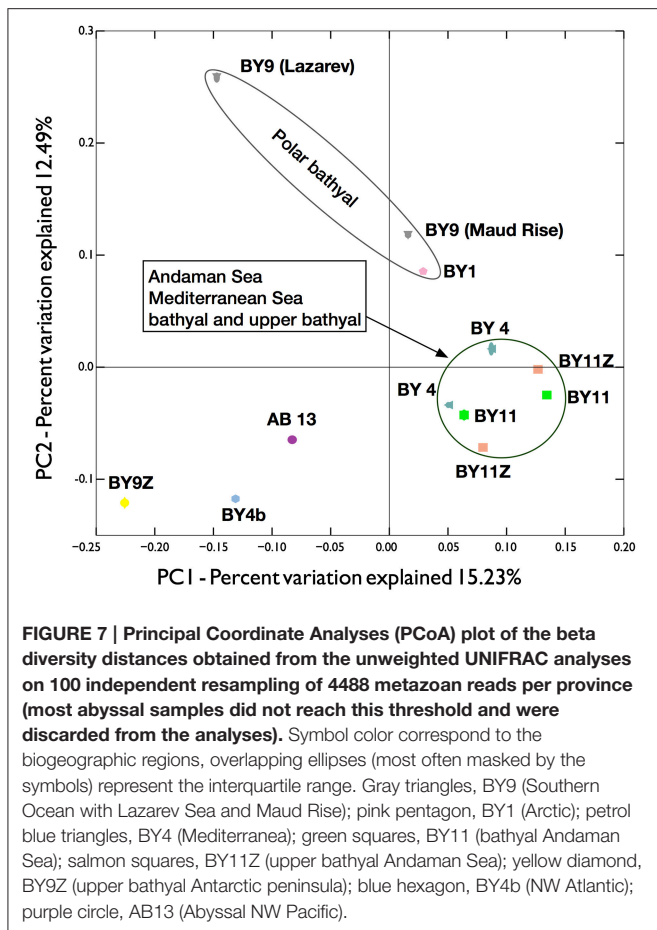 0.3
BY9 (Lazarev)
0.2
Polar bathyal
BY9 (Maud Rise)
0.1
BY1
Andaman Sea
Mediterranean Sea
bathyal and upper bathyal
BY 4
BY11Z
0.0
BY 4
BY11
BY11
AB 13
BY11Z
-0.1
BY9Z
BY4b
PC2 - Percent variation explained 12.49%
−0.25 −0.20 −0.15 −0.10 −0.05 0.00 0.05 0.10 0.15 0.20
PC1 - Percent variation explained 15.23%
FIGURE 7 | Principal Coordinate Analyses (PCoA) plot of the beta
diversity distances obtained from the unweighted UNIFRAC analyses
on 100 independent resampling of 4488 metazoan reads per province
(most abyssal samples did not reach this threshold and were
discarded from the analyses). Symbol color correspond to the
biogeographic regions, overlapping ellipses (most often masked by the
symbols) represent the interquartile range. Gray triangles, BY9 (Southern
Ocean with Lazarev Sea and Maud Rise); pink pentagon, BY1 (Arctic); petrol
blue triangles, BY4 (Mediterranea); green squares, BY11 (bathyal Andaman
Sea); salmon squares, BY11Z (upper bathyal Andaman Sea); yellow diamond,
BY9Z (upper bathyal Antarctic peninsula); blue hexagon, BY4b (NW Atlantic);
purple circle, AB13 (Abyssal NW Pacific).